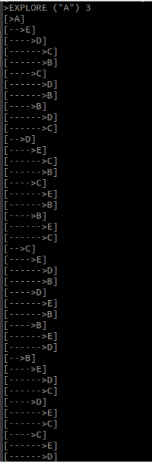 >EXPLORE ("A") 3
[>A]
[-->E]
[---->D]
[------>C]
[------>B]
[---->C]
[------>D]
[------>B]
[---->B]
[------>D]
[------>C]
[-->D]
[---->E]
[------>C]
[------>B]
[---->C]
[------>E]
[------>B]
[---->B]
[------>E]
[------>C]
[-->C]
[---->E]
[------>D]
[------>B]
[---->D]
[------>E]
[------>B]
[---->B]
[------>E]
[------>D]
[-->B]
[---->E]
[------>D]
[------>C]
[---->D]
[------>E]
[------>C]
[---->C]
[------>E]
[------>D]